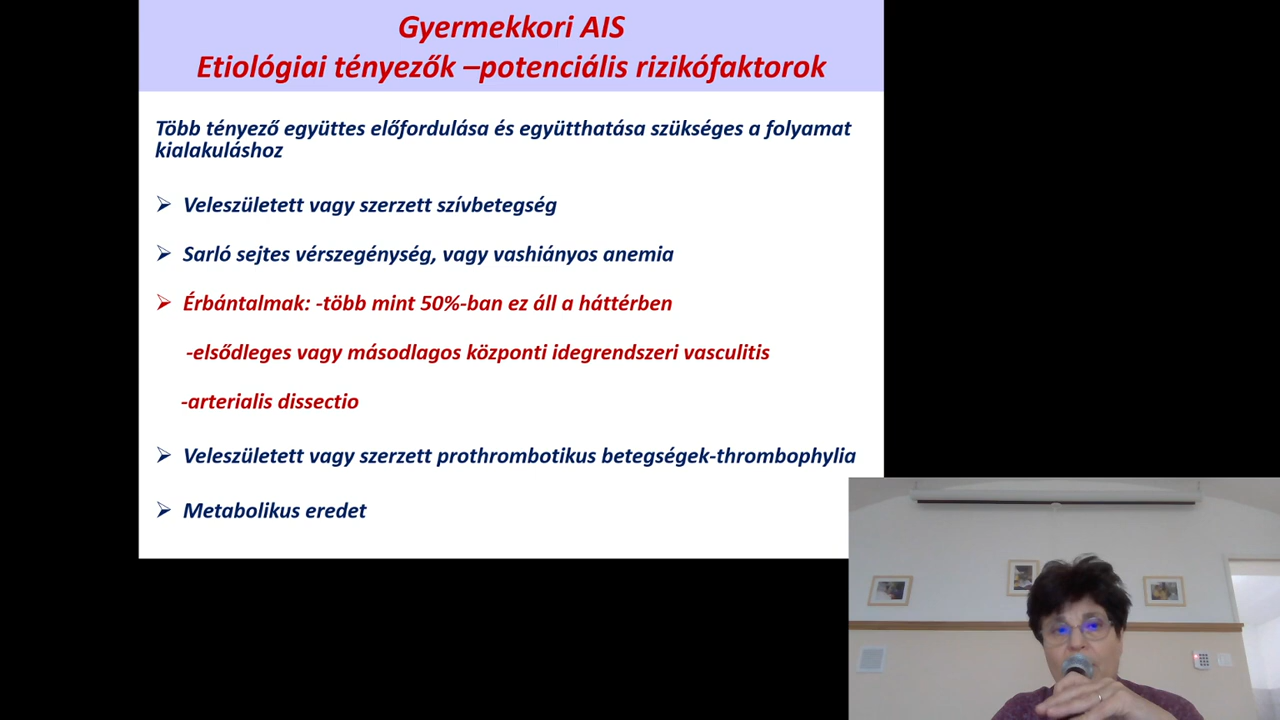 Gyermekkori AIS
Etiológiai tényezők –potenciális rizikófaktorok
Több tényező együttes előfordulása és együtthatása szükséges a folyamat
kialakuláshoz
Veleszületett vagy szerzett szívbetegség
Sarló sejtes vérszegénység, vagy vashiányos anemia
Érbántalmak: -több mint 50%-ban ez áll a háttérben
-elsődleges vagy másodlagos központi idegrendszeri vasculitis
-arterialis dissectio
Veleszületett vagy szerzett prothrombotikus betegségek-thrombophylia
Metabolikus eredet